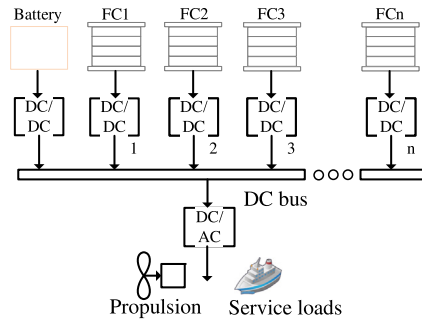 Battery FC1 FC2 FC3 FCn
DC/ DC/ DC/ DC/ DC/
DC DC DC DC DC
1 2 3 n
DC bus
DC/
AC
Propulsion Service loads